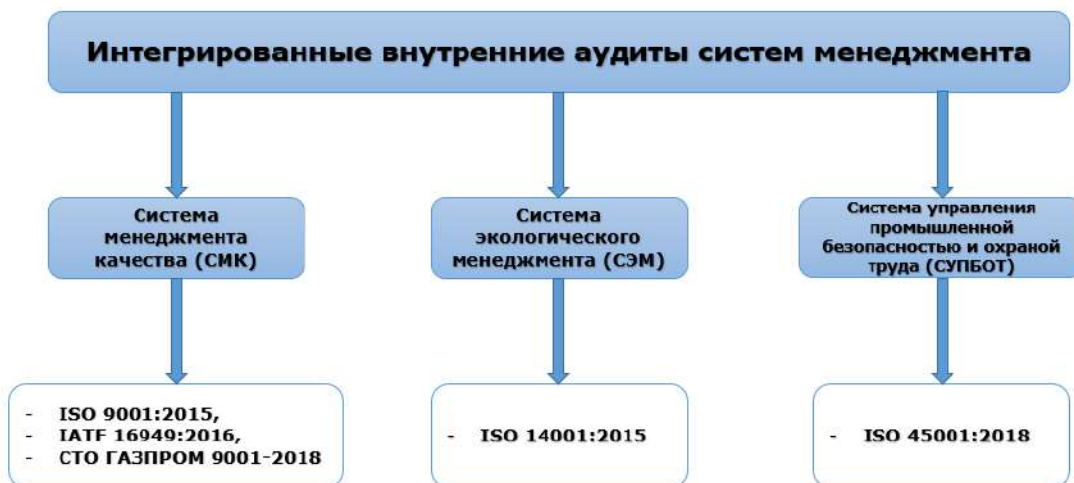 Интегрированные внутренние аудиты систем менеджмента
Система
менеджмента
качества (СМК)
Система
экологического
менеджмента (СЭМ)
Система управления
промышленной
безопасностью и охраной
труда (СУПБОТ)
- ISO 9001:2015,
- IATF 16949:2016,
- СТО ГАЗПРОМ 9001-2018
- ISO 14001:2015
- ISO 45001:2018